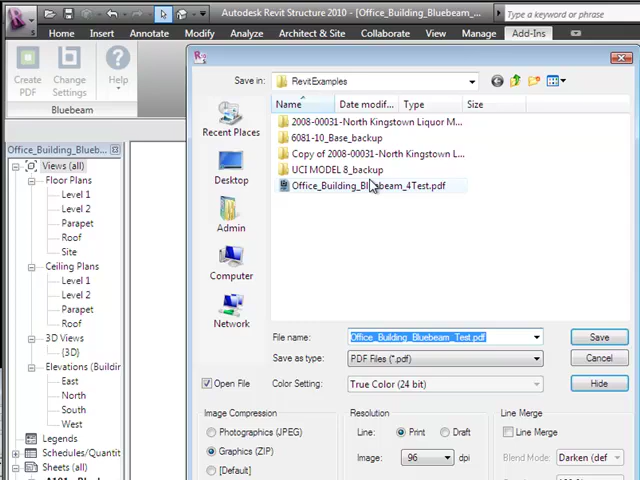 Autodesk Revit Structure 2010 - [Office_Building_Bluebeam_...
Type a keyword or phrase
Home Insert Annotate Modify Analyze Architect & Site Collaborate View Manage Add-Ins
Create PDF
Change Settings
Help
Bluebeam
Save in: RevitExamples
Name Date modif... Type Size
2008-00031-North Kingstown Liquor M...
6081-10_Base_backup
Copy of 2008-00031-North Kingstown L...
UCI MODEL 8_backup
Office_Building_Bluebeam_4Test.pdf
Recent Places
Desktop
Admin
Computer
Network
Office_Building_Bluebeam_...
Views (all)
Floor Plans
Level 1
Level 2
Parapet
Roof
Site
Ceiling Plans
Level 1
Level 2
Parapet
Roof
3D Views
{3D}
Elevations (Buildin
East
North
South
West
Legends
Schedules/Quantit
Sheets (all)
File name: Office_Building_Bluebeam_Test.pdf Save
Save as type: PDF Files (*.pdf) Cancel
Open File Color Setting: True Color (24 bit) Hide
Image Compression
Photographics (JPEG)
Graphics (ZIP)
[Default]
Resolution
Line: Print Draft
Image: 96 dpi
Line Merge
Line Merge
Blend Mode: Darken (def